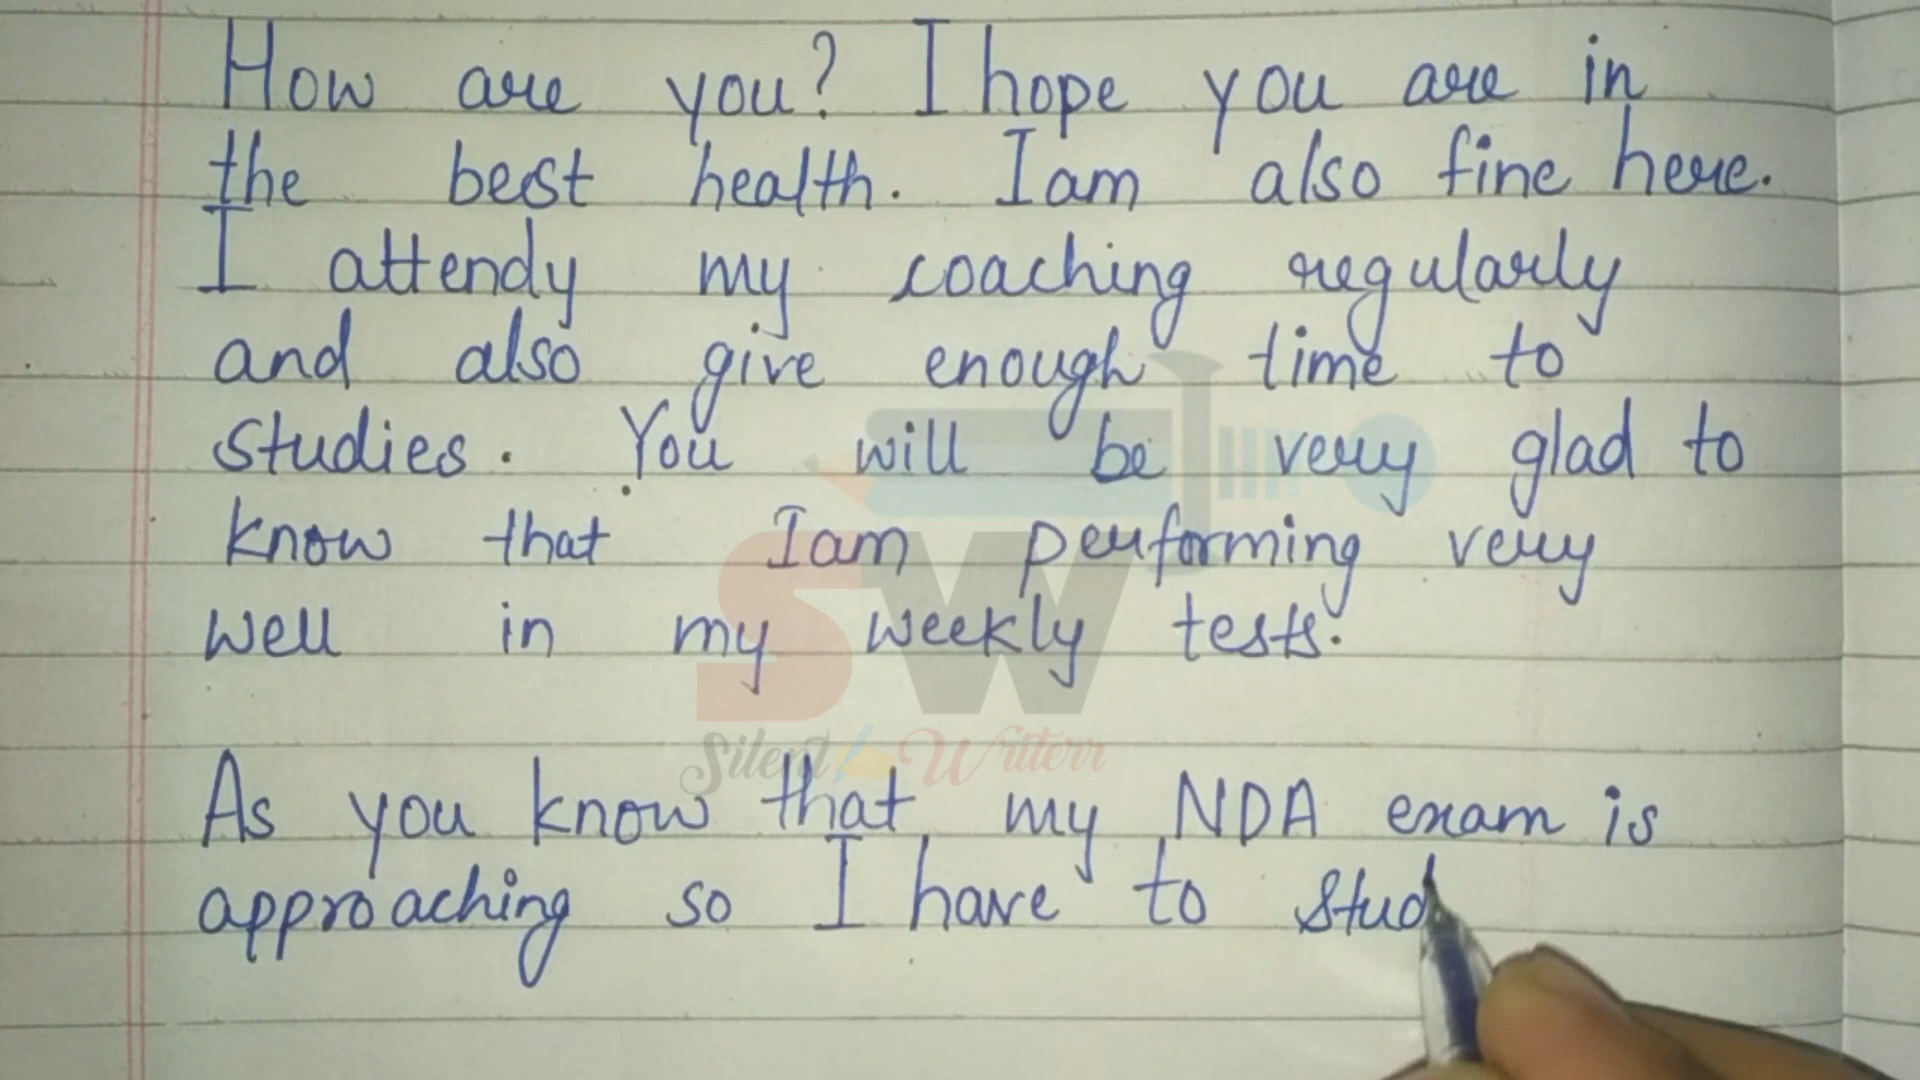 How are you? I hope you are in
the best health. I am also fine here.
I attendy my coaching regularly
and also give enough time to
studies. You will be very glad to
know that I am performing very
well in my weekly tests.
SW
Silent Writerr
As you know that my NDA exam is
approaching so I have to stud